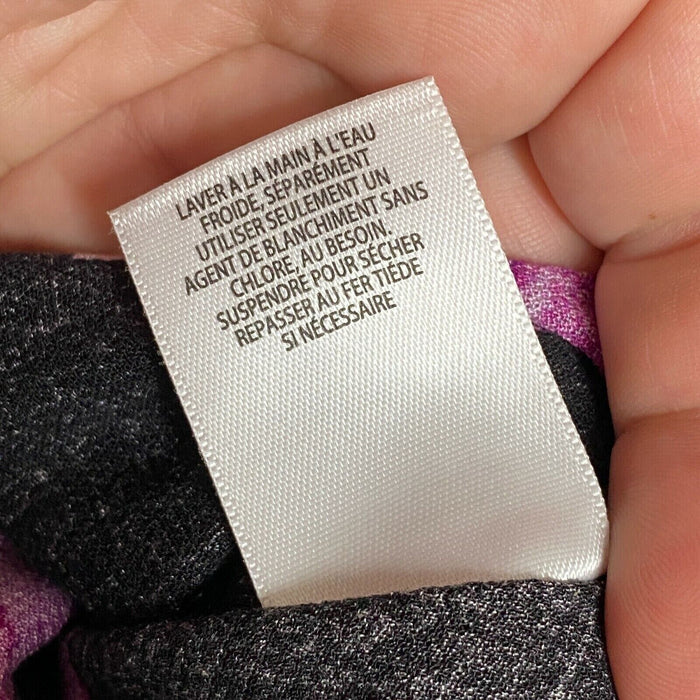 LAVER À LA MAIN À L'EAU
FROIDE, SÉPARÉMENT
UTILISER SEULEMENT UN
AGENT DE BLANCHIMENT SANS
CHLORE, AU BESOIN.
SUSPENDRE POUR SÉCHER
REPASSER AU FER TIÈDE
SI NÉCESSAIRE